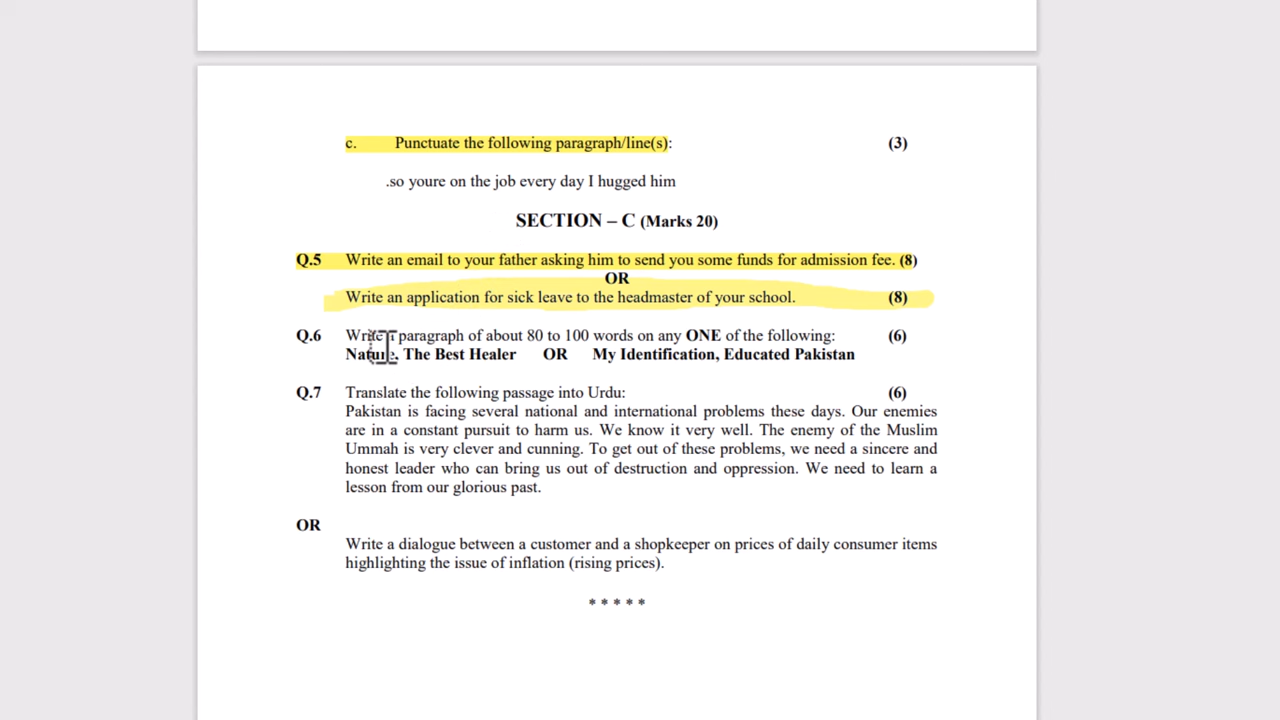 c. Punctuate the following paragraph/line(s): (3)
.so youre on the job every day I hugged him
SECTION – C (Marks 20)
Q.5 Write an email to your father asking him to send you some funds for admission fee. (8)
OR
Write an application for sick leave to the headmaster of your school. (8)
Q.6 Write a paragraph of about 80 to 100 words on any ONE of the following: (6)
Nature, The Best Healer OR My Identification, Educated Pakistan
Q.7 Translate the following passage into Urdu: (6)
Pakistan is facing several national and international problems these days. Our enemies
are in a constant pursuit to harm us. We know it very well. The enemy of the Muslim
Ummah is very clever and cunning. To get out of these problems, we need a sincere and
honest leader who can bring us out of destruction and oppression. We need to learn a
lesson from our glorious past.
OR
Write a dialogue between a customer and a shopkeeper on prices of daily consumer items
highlighting the issue of inflation (rising prices).
* * * * *